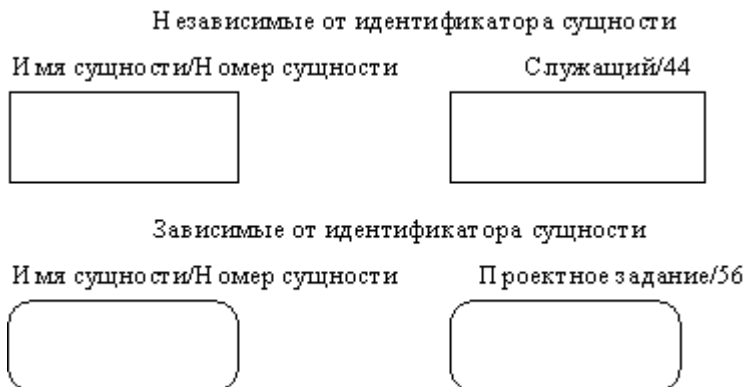 Независимые от идентификатора сущности
Имя сущности/Номер сущности Служащий/44
Зависимые от идентификатора сущности
Имя сущности/Номер сущности Проектное задание/56